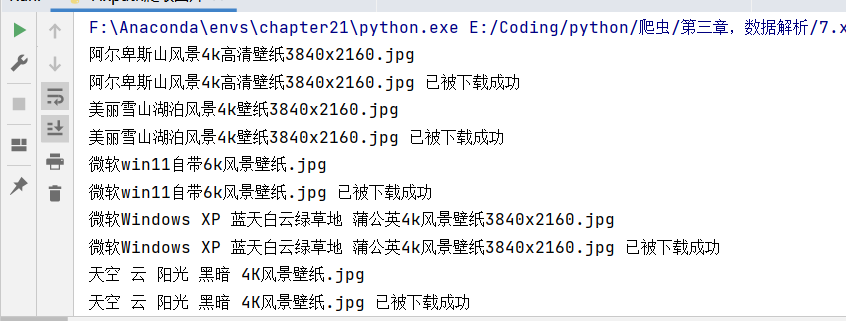 F:\Anaconda\envs\chapter21\python.exe E:/Coding/python/爬虫/第三章，数据解析/7.x
阿尔卑斯山风景4k高清壁纸3840x2160.jpg
阿尔卑斯山风景4k高清壁纸3840x2160.jpg 已被下载成功
美丽雪山湖泊风景4k壁纸3840x2160.jpg
美丽雪山湖泊风景4k壁纸3840x2160.jpg 已被下载成功
微软win11自带6k风景壁纸.jpg
微软win11自带6k风景壁纸.jpg 已被下载成功
微软Windows XP 蓝天白云绿草地 蒲公英4k风景壁纸3840x2160.jpg
微软Windows XP 蓝天白云绿草地 蒲公英4k风景壁纸3840x2160.jpg 已被下载成功
天空 云 阳光 黑暗 4K风景壁纸.jpg
天空 云 阳光 黑暗 4K风景壁纸.jpg 已被下载成功